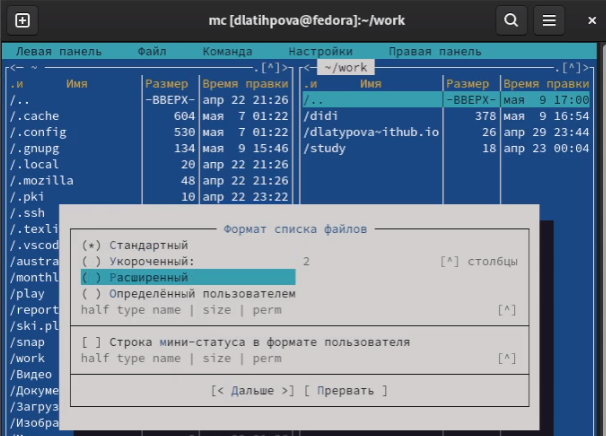 mc [dlatihpova@fedora]:~/work
Левая панель Файл Команда Настройки Правая панель
<— ~ .[^]> <— ~/work .[^]>
.и Имя Размер Время правки .и Имя Размер Время правки
/.. -ВВЕРХ- апр 22 21:26 /.. -ВВЕРХ- мая 9 17:00
/.cache 604 мая 7 01:22 /didi 378 мая 9 16:54
/.config 530 мая 7 01:22 /dlatypova~ithub.io 26 апр 29 23:44
/.gnupg 134 мая 9 15:46 /study 18 апр 23 00:04
/.local 20 апр 22 21:26
/.mozilla 48 апр 22 21:26
/.pki 10 апр 22 23:22
/.ssh
/.texli
/.vscod
/austra
/monthl
/play
/report
/ski.pl
/snap
/work
/Видео
/Докуме
/Загруз
/Изобра
Формат списка файлов
(*) Стандартный
( ) Укороченный: 2 [^] столбцы
( ) Расширенный
( ) Определённый пользователем
half type name | size | perm [^]
[ ] Строка мини-статуса в формате пользователя
half type name | size | perm [^]
[< Дальше >] [ Прервать ]